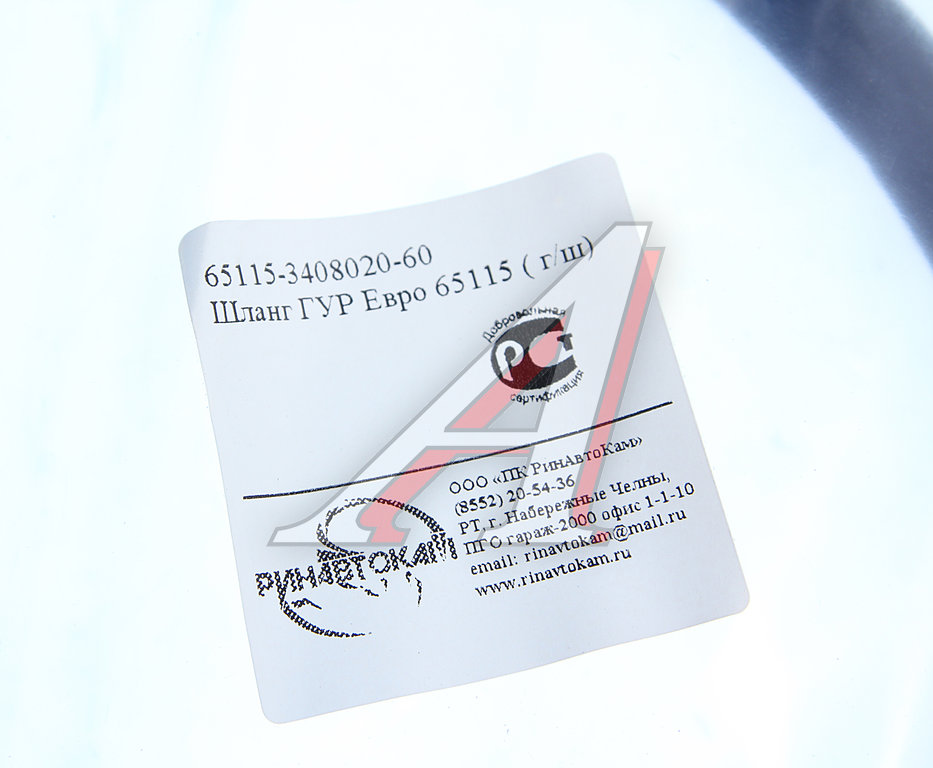 65115-3408020-60
Шланг ГУР Евро 65115 ( г/ш)
Добровольная
РСТ
сертификация
ООО «ПК РинАвтоКам»
(8552) 20-54-36
РТ, г. Набережные Челны,
ПГО гараж-2000 офис 1-1-10
email: rinavtokam@mail.ru
www.rinavtokam.ru
РИНАВТОКАМ